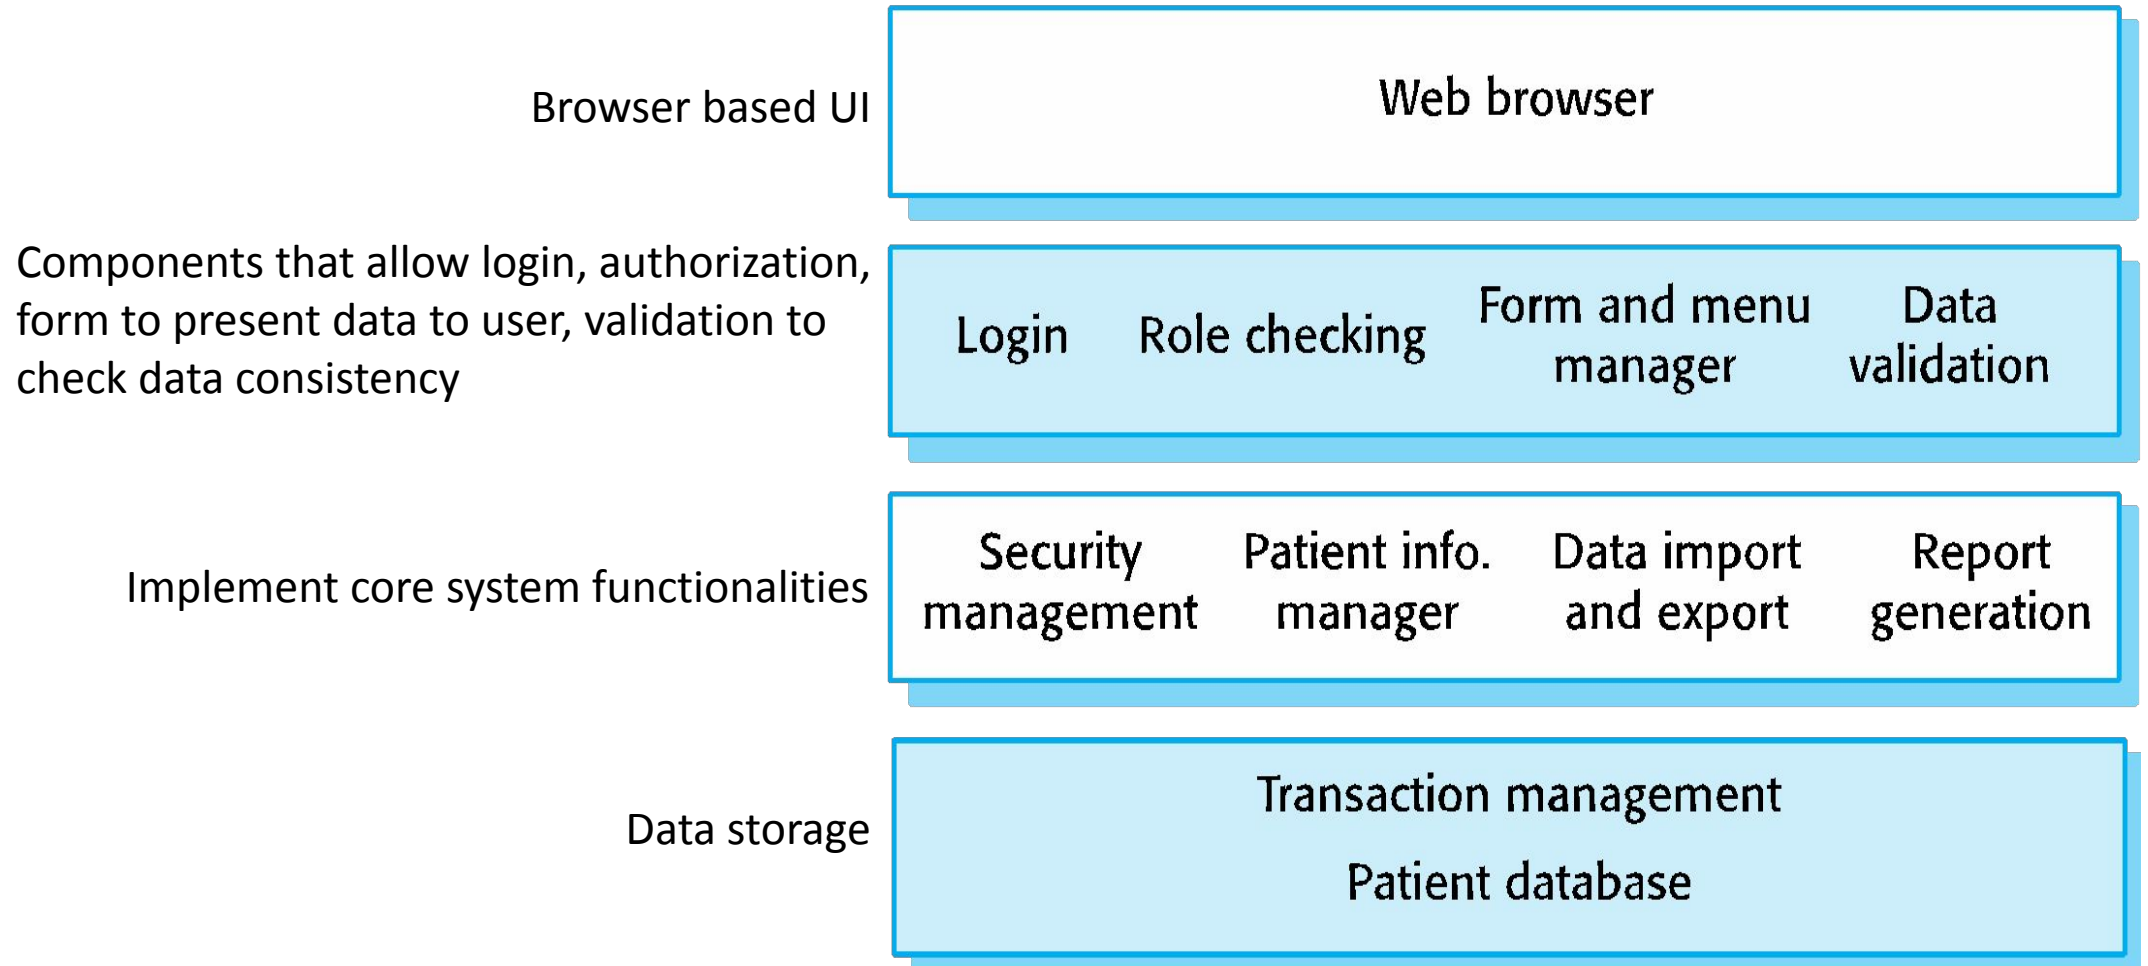 Browser based UI
Web browser
Components that allow login, authorization,
form to present data to user, validation to
check data consistency
Login
Role checking
Form and menu
manager
Data
validation
Implement core system functionalities
Security
management
Patient info.
manager
Data import
and export
Report
generation
Data storage
Transaction management
Patient database